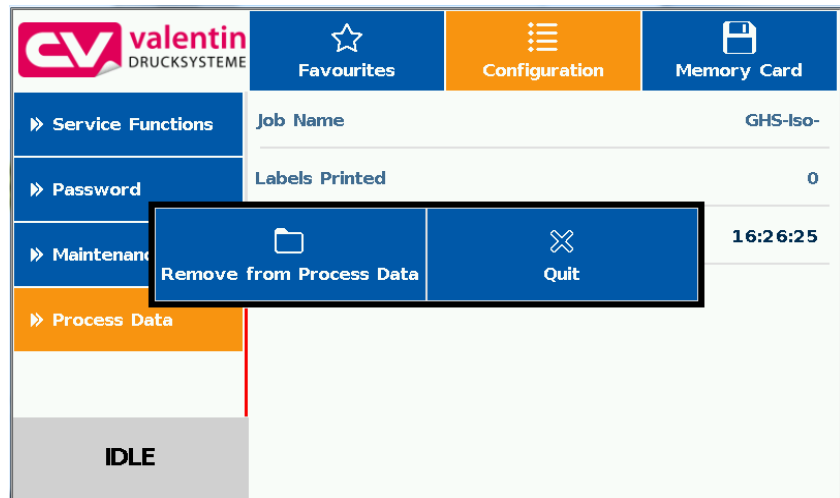 valentin
DRUCKSYSTEME
Favourites
Configuration
Memory Card
Service Functions
Job Name
GHS-Iso-
Password
Labels Printed
0
Maintenanc
16:26:25
Remove from Process Data
Quit
Process Data
IDLE